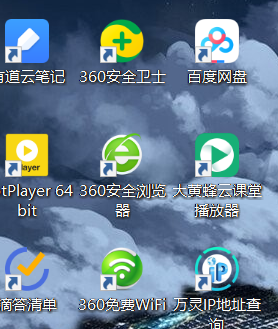 有道云笔记
360安全卫士
百度网盘
Player
tPlayer 64
bit
360安全浏览
器
大黄蜂云课堂
播放器
滴答清单
360免费WiFi
万灵IP地址查
询
iP